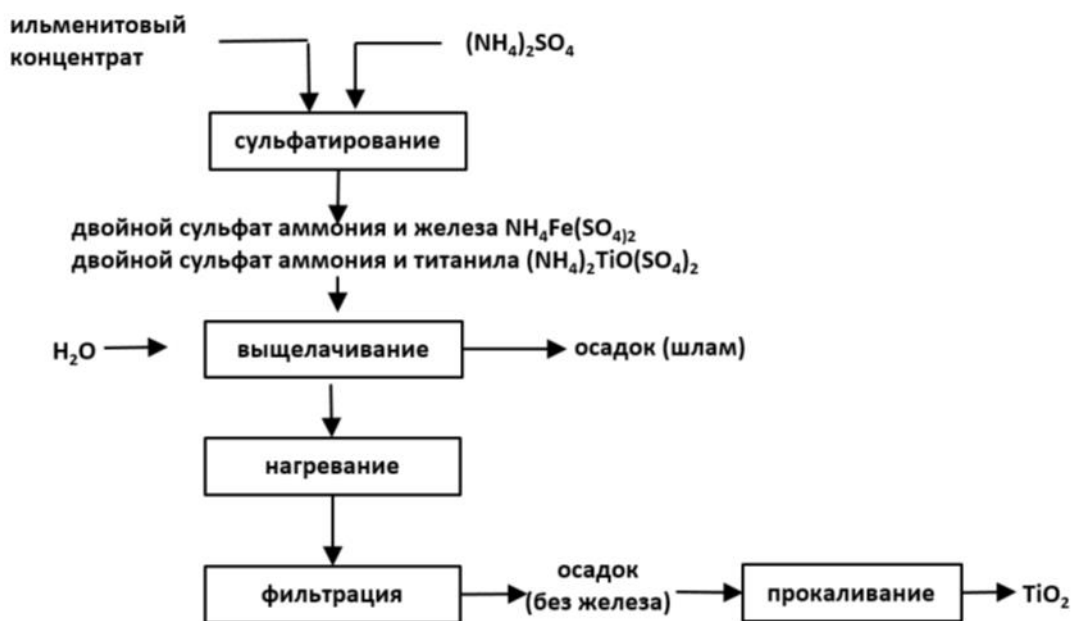 ильменитовый
концентрат
(NH₄)₂SO₄
сульфатирование
двойной сульфат аммония и железа NH₄Fe(SO₄)₂
двойной сульфат аммония и титанила (NH₄)₂TiO(SO₄)₂
H₂O
выщелачивание
осадок (шлам)
нагревание
фильтрация
осадок
(без железа)
прокаливание
TiO₂